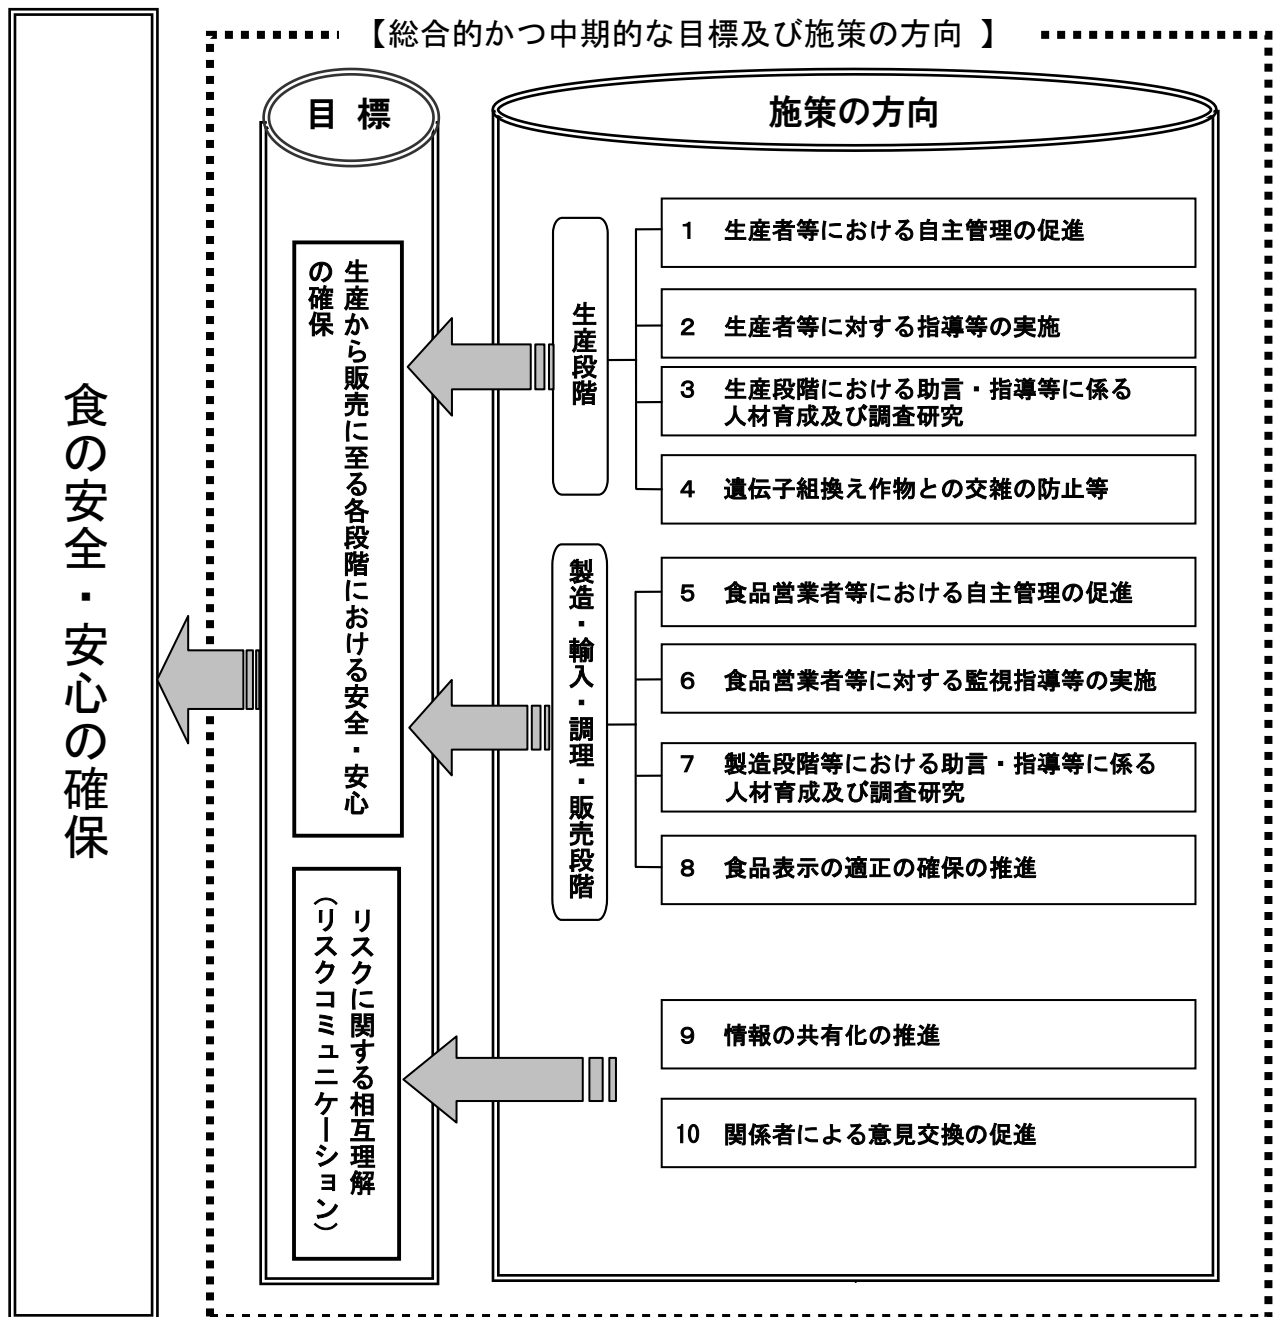 【総合的かつ中期的な目標及び施策の方向 】
食の安全・安心の確保
目 標
生産から販売に至る各段階における安全・安心
の確保
リスクに関する相互理解
(リスクコミュニケーション)
施策の方向
生産段階
1 生産者等における自主管理の促進
2 生産者等に対する指導等の実施
3 生産段階における助言・指導等に係る
人材育成及び調査研究
4 遺伝子組換え作物との交雑の防止等
製造・輸入・調理・販売段階
5 食品営業者等における自主管理の促進
6 食品営業者等に対する監視指導等の実施
7 製造段階等における助言・指導等に係る
人材育成及び調査研究
8 食品表示の適正の確保の推進
9 情報の共有化の推進
10 関係者による意見交換の促進